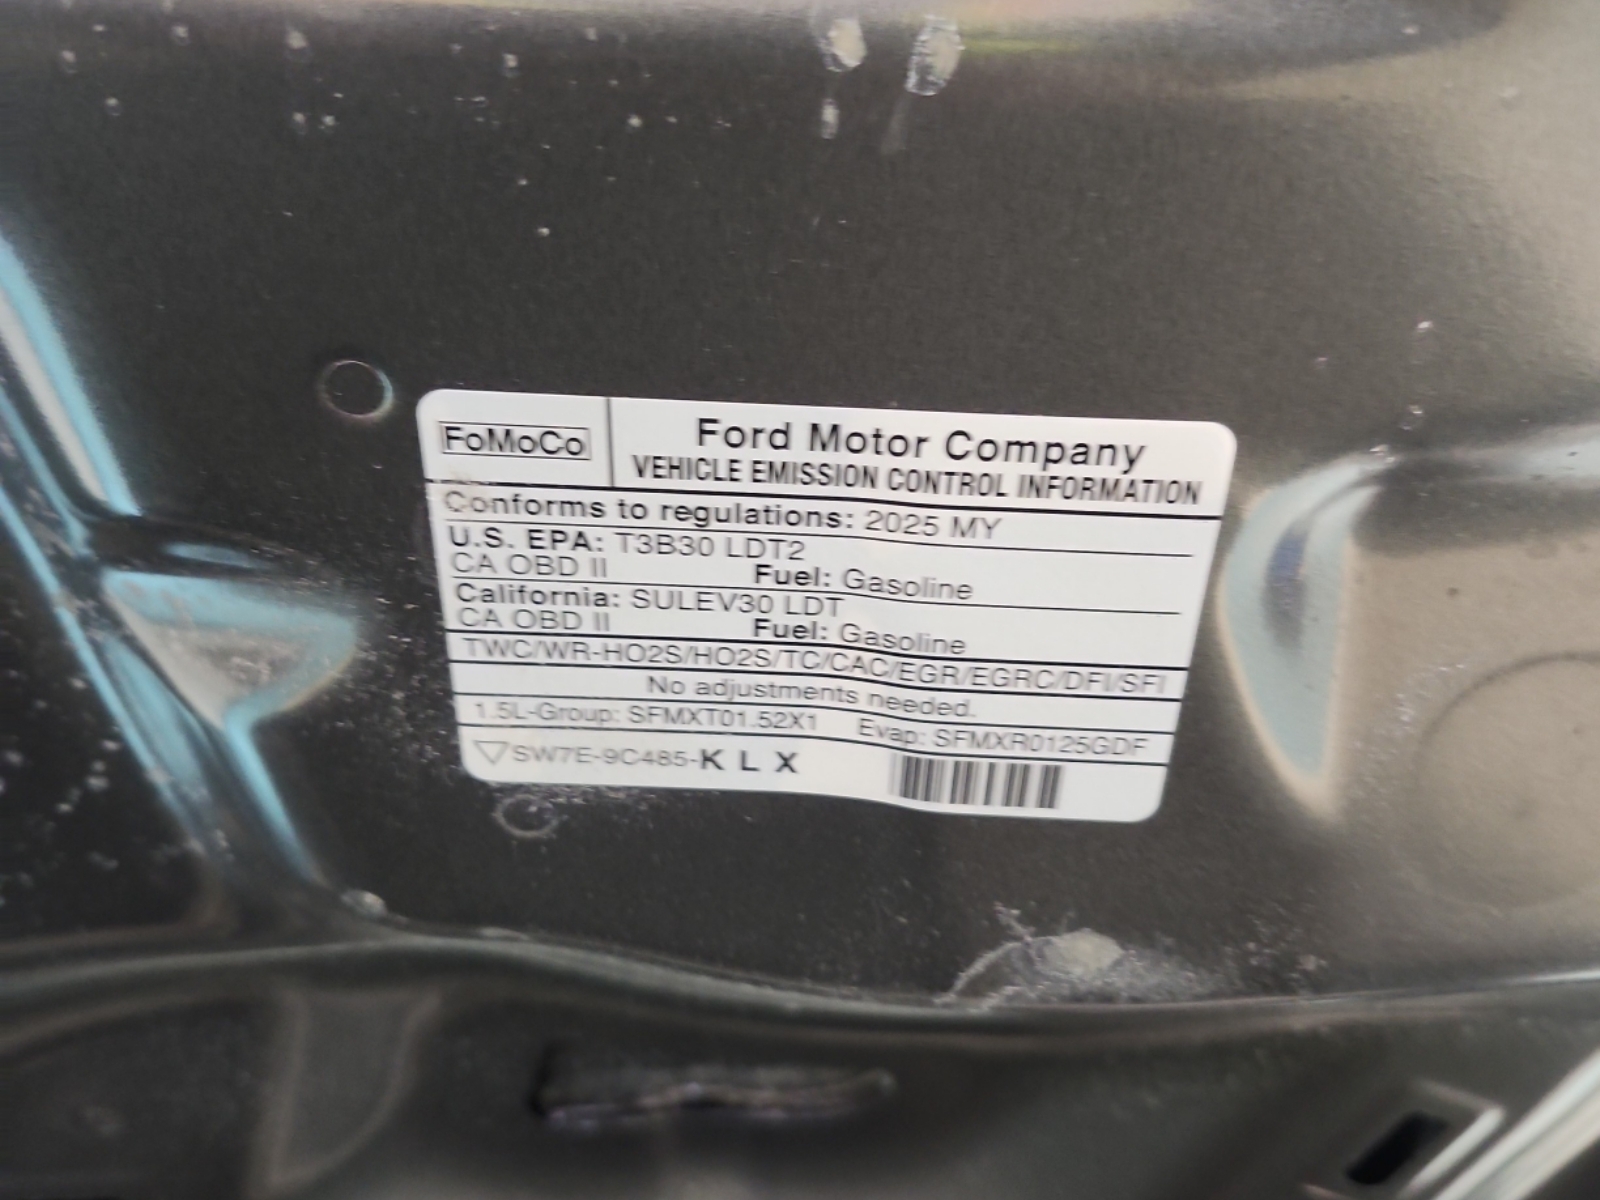 FoMoCo
Ford Motor Company
VEHICLE EMISSION CONTROL INFORMATION
Conforms to regulations: 2025 MY
U.S. EPA: T3B30 LDT2
CA OBD II Fuel: Gasoline
California: SULEV30 LDT
CA OBD II Fuel: Gasoline
TWC/WR-HO2S/HO2S/TC/CAC/EGR/EGRC/DFI/SFI
No adjustments needed.
1.5L-Group: SFMXT01.52X1 Evap: SFMXR0125GDF
SW7E-9C485-K L X